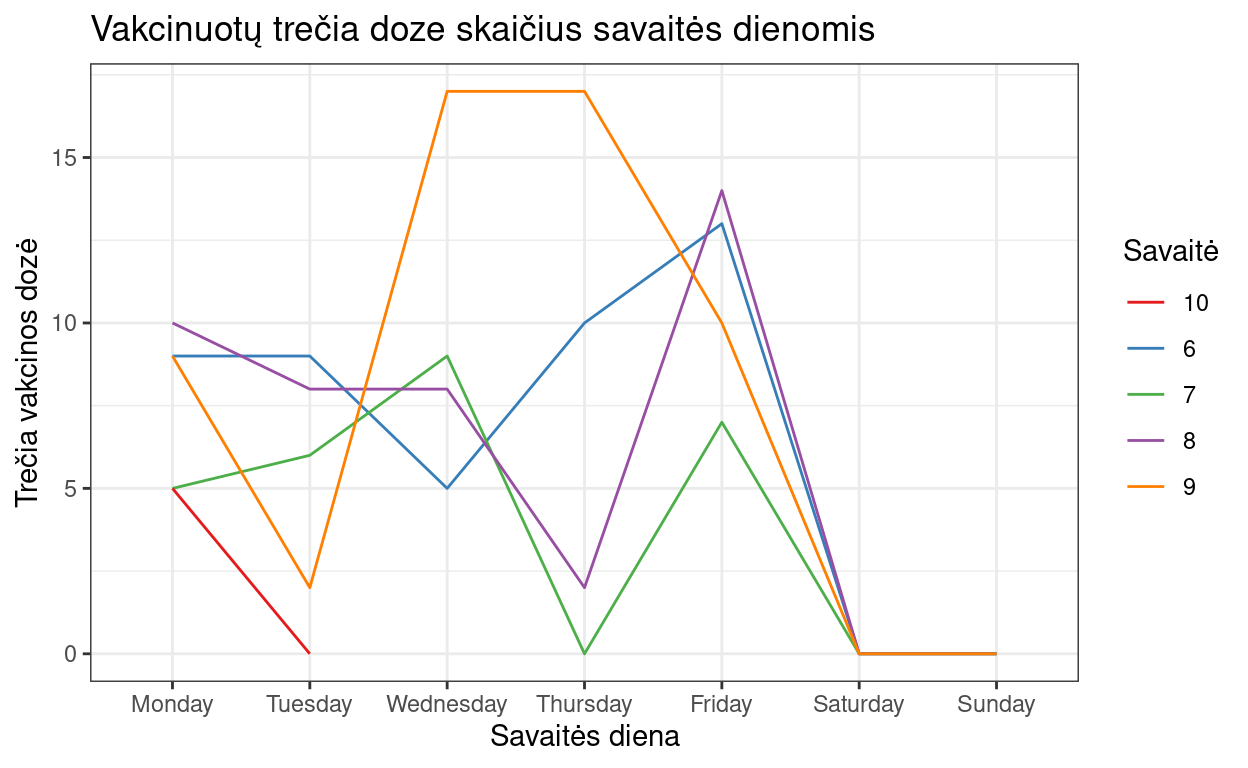 Vakcinuotų trečia doze skaičius savaitės dienomis
Trečia vakcinos dozė
15
10
5
0
Monday
Tuesday
Wednesday
Thursday
Friday
Saturday
Sunday
Savaitės diena
Savaitė
10
6
7
8
9